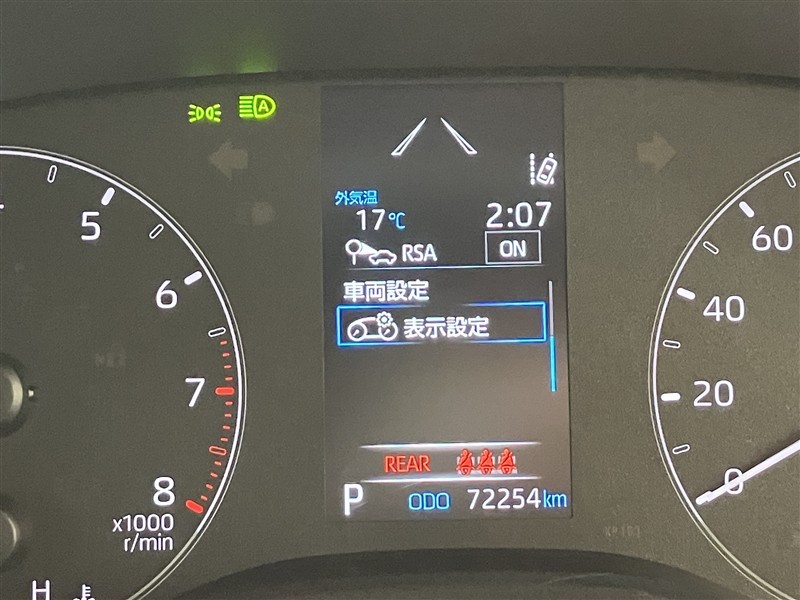 A
外気温
17℃
2:07
RSA
ON
車両設定
表示設定
REAR
P
ODO 72254km
5
6
7
8
x1000
r/min
H
60
40
20
0